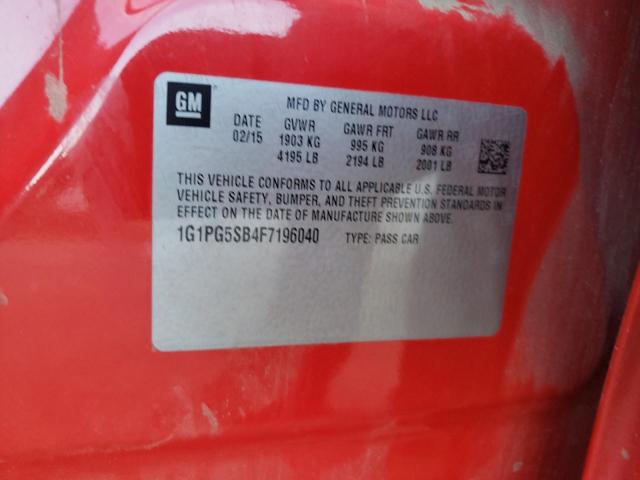 GM MFD BY GENERAL MOTORS LLC
DATE GVWR GAWR FRT GAWR RR
02/15 1903 KG 995 KG 908 KG
4195 LB 2194 LB 2001 LB
THIS VEHICLE CONFORMS TO ALL APPLICABLE U.S. FEDERAL MOTOR
VEHICLE SAFETY, BUMPER, AND THEFT PREVENTION STANDARDS IN
EFFECT ON THE DATE OF MANUFACTURE SHOWN ABOVE.
1G1PG5SB4F7196040 TYPE: PASS CAR